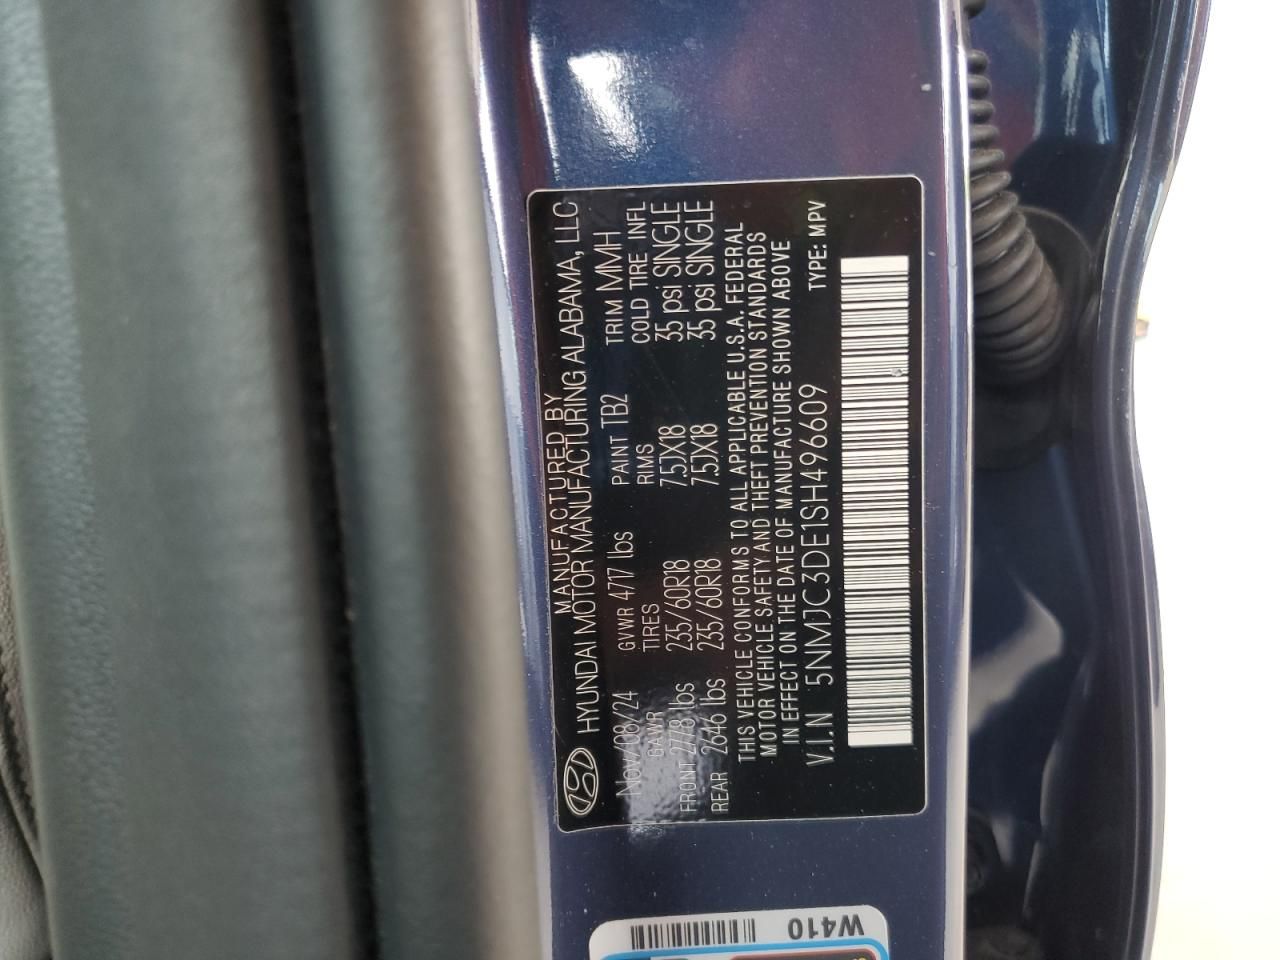 MANUFACTURED BY
HYUNDAI MOTOR MANUFACTURING ALABAMA, LLC
Nov/08/24 GVWR 4717 lbs PAINT TB2 TRIM MMH
GAWR TIRES RIMS COLD TIRE INFL
FRONT 2778 lbs 235/60R18 7.5JX18 35 psi SINGLE
REAR 2646 lbs 235/60R18 7.5JX18 35 psi SINGLE
THIS VEHICLE CONFORMS TO ALL APPLICABLE U.S.A. FEDERAL
MOTOR VEHICLE SAFETY AND THEFT PREVENTION STANDARDS
IN EFFECT ON THE DATE OF MANUFACTURE SHOWN ABOVE
V.I.N 5NMJC3DE1SH496609 TYPE: MPV
W410